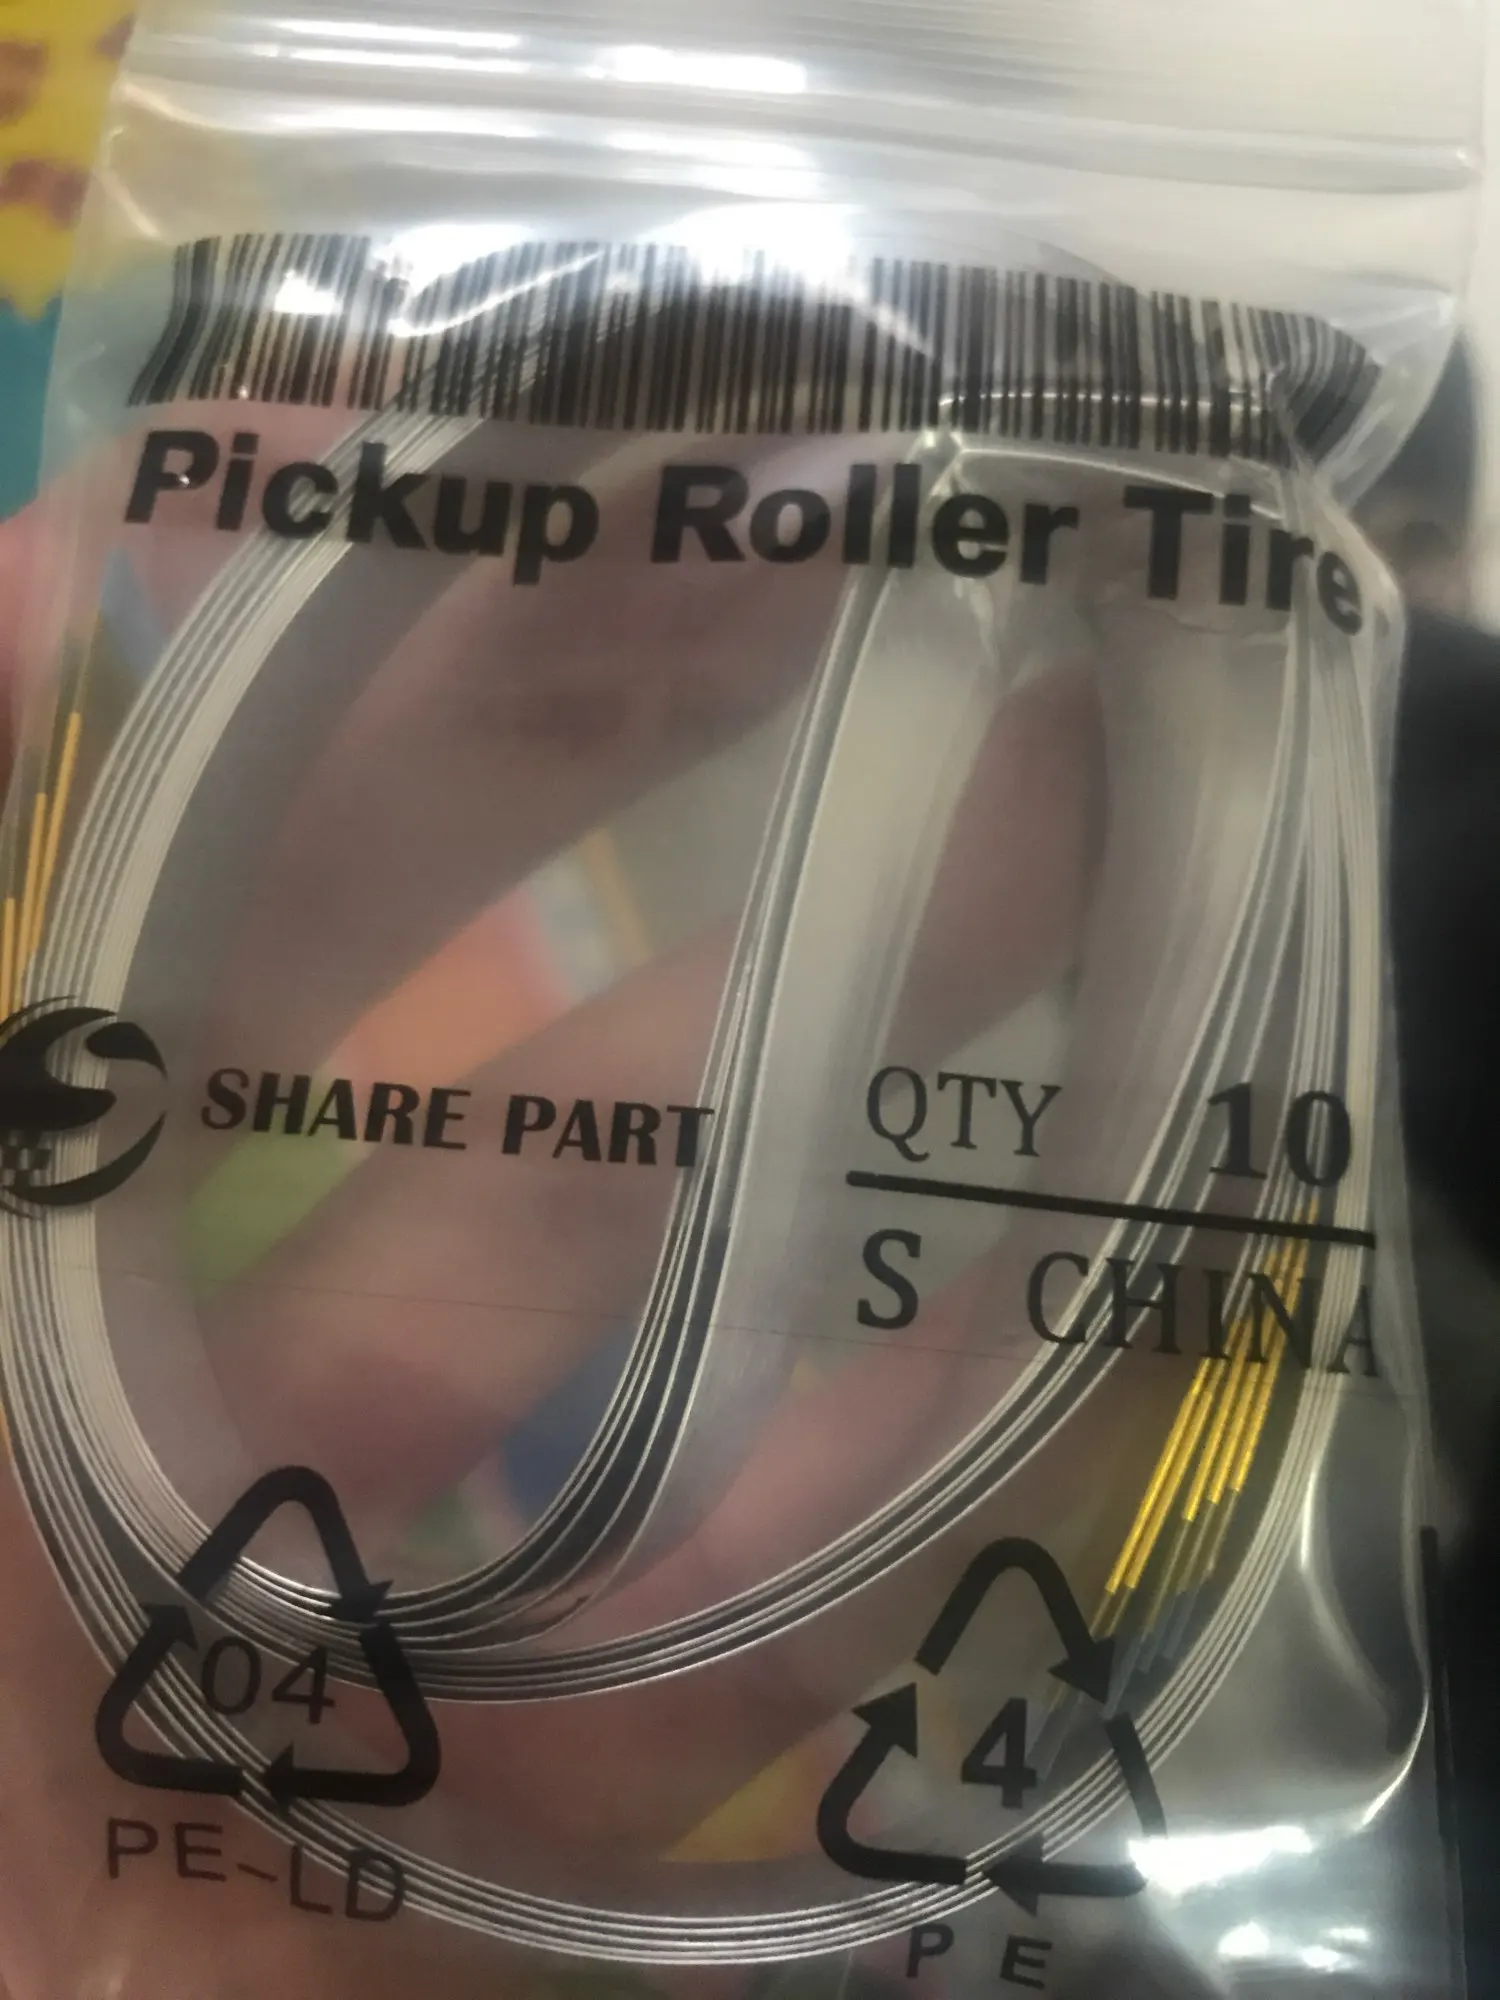 Pickup Roller Tire
SHARE PART
QTY 10
S CHINA
04
PE-LD
4
PE